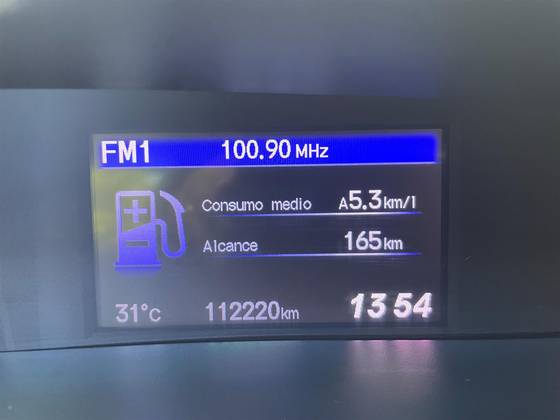 FM1 100.90 MHz
Consumo medio A5.3km/l
Alcance 165km
31°C 112220km 13 54